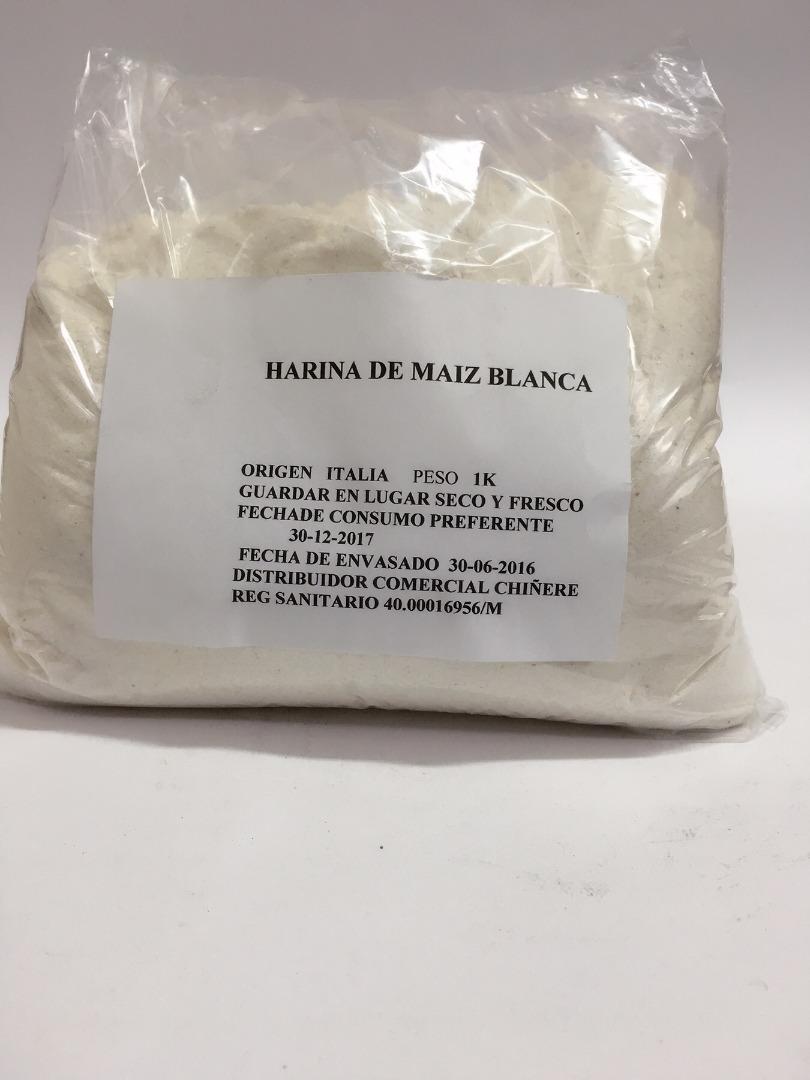 HARINA DE MAIZ BLANCA
ORIGEN ITALIA PESO 1K
GUARDAR EN LUGAR SECO Y FRESCO
FECHADE CONSUMO PREFERENTE
30-12-2017
FECHA DE ENVASADO 30-06-2016
DISTRIBUIDOR COMERCIAL CHIÑERE
REG SANITARIO 40.00016956/M